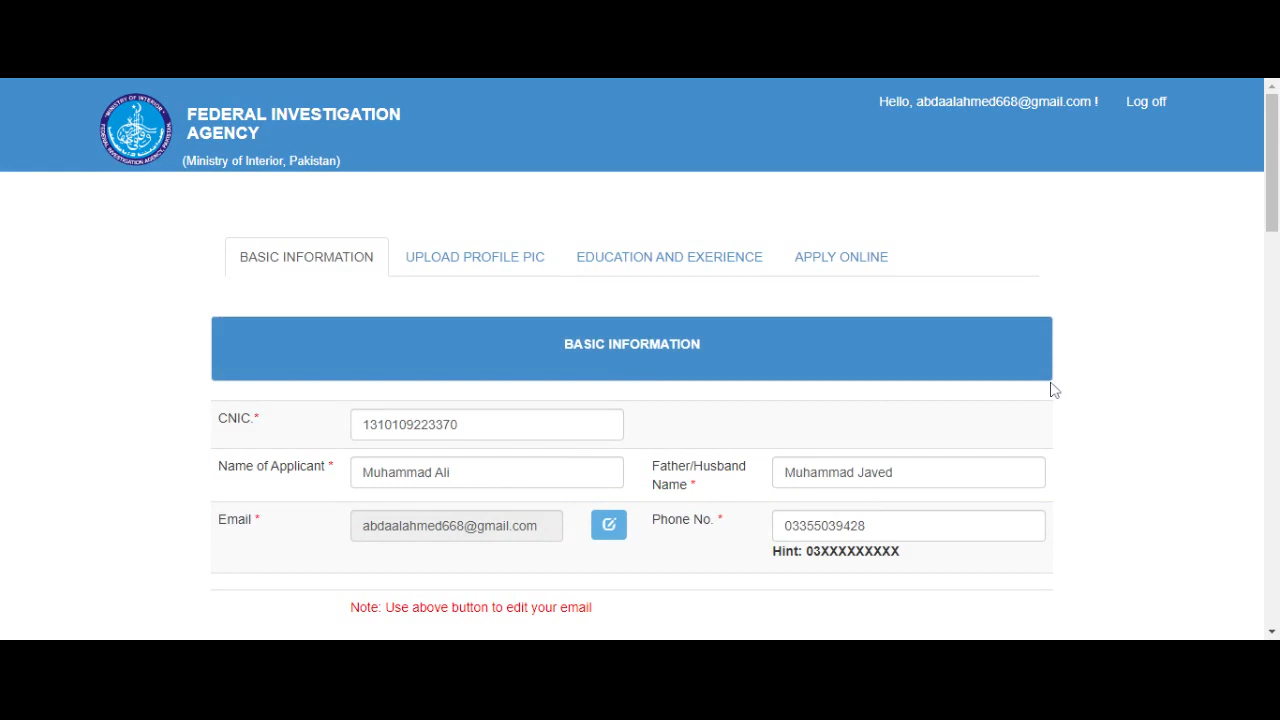 FEDERAL INVESTIGATION
AGENCY
(Ministry of Interior, Pakistan)
Hello, abdaalahmed668@gmail.com ! Log off
BASIC INFORMATION UPLOAD PROFILE PIC EDUCATION AND EXERIENCE APPLY ONLINE
BASIC INFORMATION
CNIC.* 1310109223370
Name of Applicant * Muhammad Ali Father/Husband Name * Muhammad Javed
Email * abdaalahmed668@gmail.com Phone No. * 03355039428
Hint: 03XXXXXXXXX
Note: Use above button to edit your email